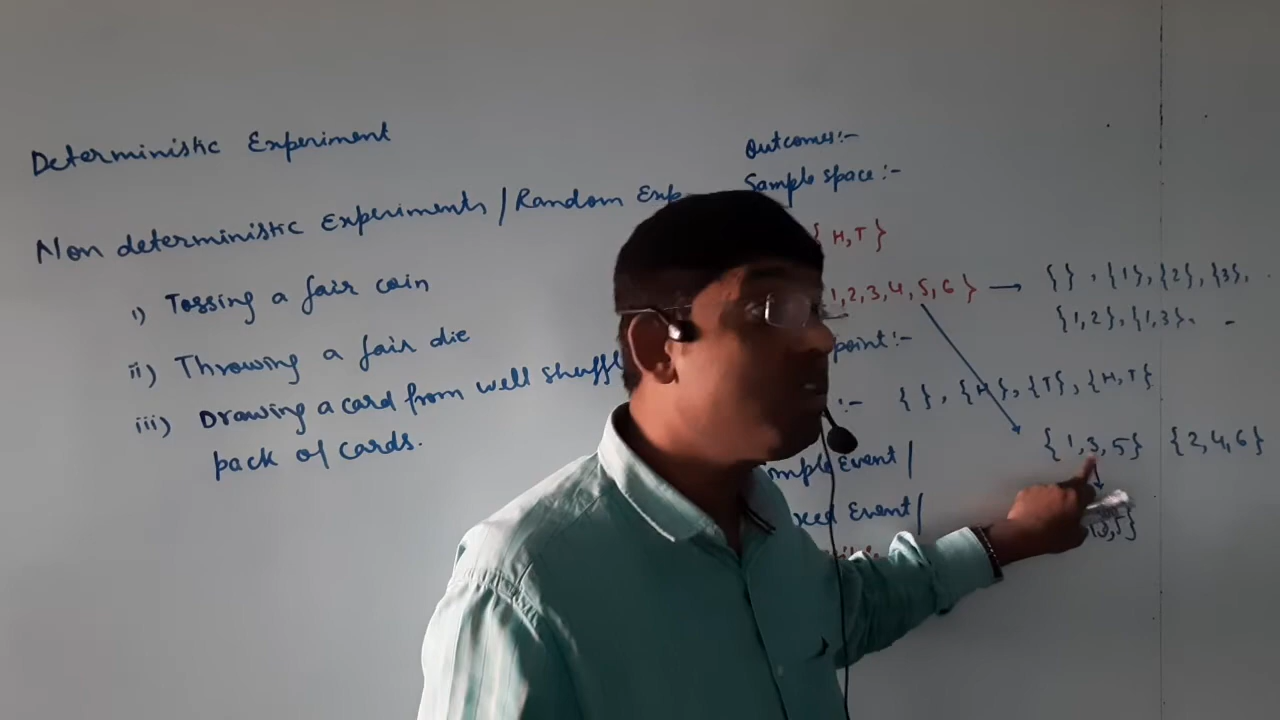 Deterministic Experiment
Non deterministic Experiments / Random Exp
i) Tossing a fair coin
ii) Throwing a fair die
iii) Drawing a card from well shuffl
pack of cards.
Outcomes:-
Sample space:-
{ H, T }
1, 2, 3, 4, 5, 6 } → { } , {1}, {2}, {3}, .
{1, 2}, {1, 3}, . -
point:-
:- { }, {H}, {T}, {H, T}
mple Event / { 1, 3, 5 } { 2, 4, 6 }
Event / 3, 5}